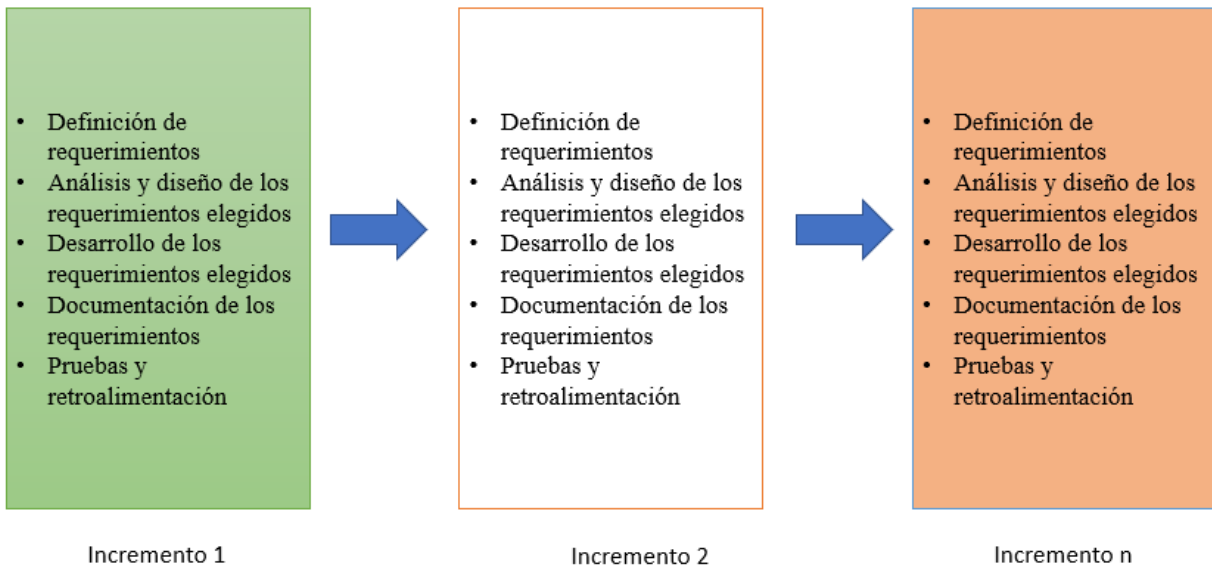 • Definición de
requerimientos
• Análisis y diseño de los
requerimientos elegidos
• Desarrollo de los
requerimientos elegidos
• Documentación de los
requerimientos
• Pruebas y
retroalimentación
Incremento 1
• Definición de
requerimientos
• Análisis y diseño de los
requerimientos elegidos
• Desarrollo de los
requerimientos elegidos
• Documentación de los
requerimientos
• Pruebas y
retroalimentación
Incremento 2
• Definición de
requerimientos
• Análisis y diseño de los
requerimientos elegidos
• Desarrollo de los
requerimientos elegidos
• Documentación de los
requerimientos
• Pruebas y
retroalimentación
Incremento n